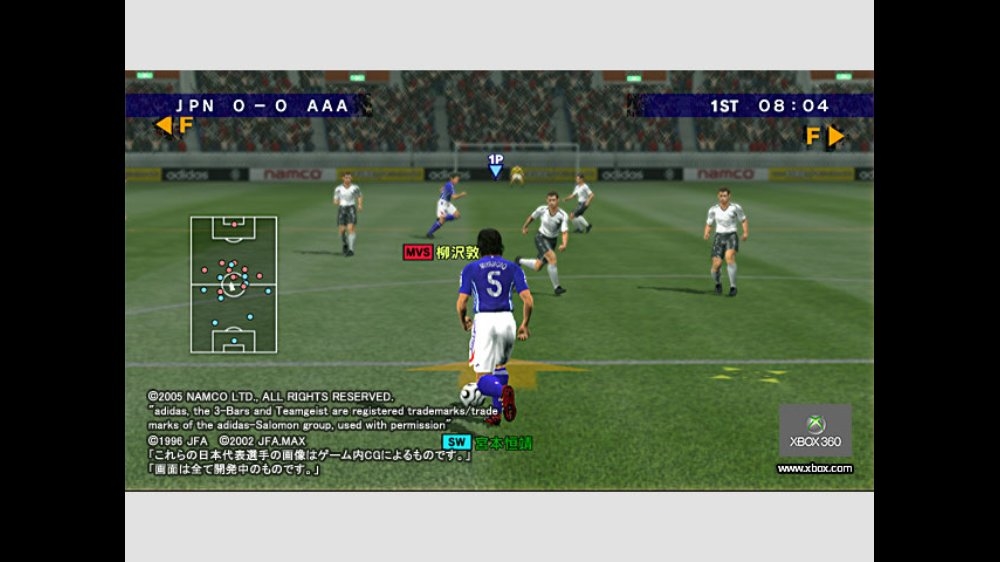 JPN 0 - 0 AAA
1ST 08:04
F
F
1P
adidas
namco
adidas
adidas
namco
MVS 柳沢敦
5
©2005 NAMCO LTD., ALL RIGHTS RESERVED.
"adidas, the 3-Bars and Teamgeist are registered trademarks/trade
marks of the adidas-Salomon group, used with permission"
©1996 JFA ©2002 JFA.MAX
「これらの日本代表選手の画像はゲーム内CGによるものです。」
「画面は全て開発中のものです。」
SW 宮本恒靖
XBOX 360
www.xbox.com